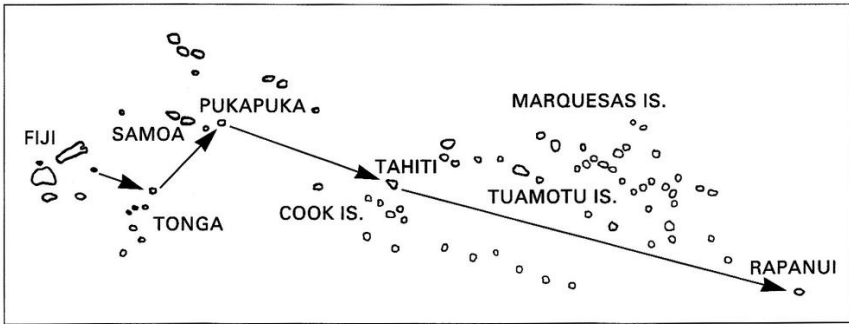 MARQUESAS IS.
PUKAPUKA
FIJI
SAMOA
TAHITI
TUAMOTU IS.
COOK IS.
TONGA
RAPANUI